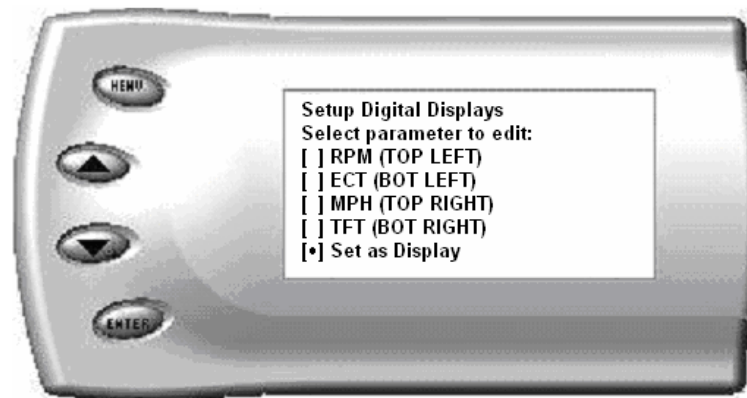 MENU
Setup Digital Displays
Select parameter to edit:
[ ] RPM (TOP LEFT)
[ ] ECT (BOT LEFT)
[ ] MPH (TOP RIGHT)
[ ] TFT (BOT RIGHT)
[•] Set as Display
ENTER